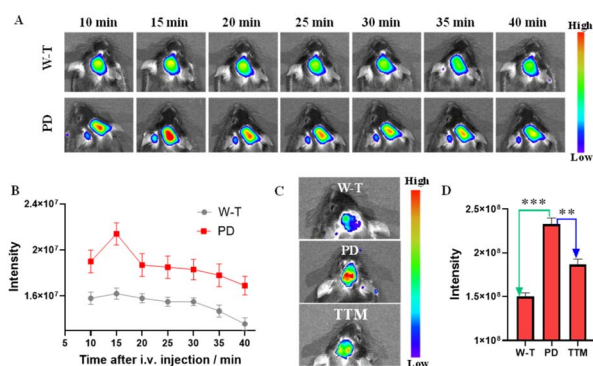 A
10 min 15 min 20 min 25 min 30 min 35 min 40 min
High
W-T
PD
Low
B
2.4×10⁷
2×10⁷
1.6×10⁷
Intensity
W-T
PD
5 10 15 20 25 30 35 40 45
Time after i.v. injection / min
C
W-T
PD
TTM
High
Low
D
2.5×10⁸
2×10⁸
1.5×10⁸
1×10⁸
Intensity
***
**
W-T PD TTM